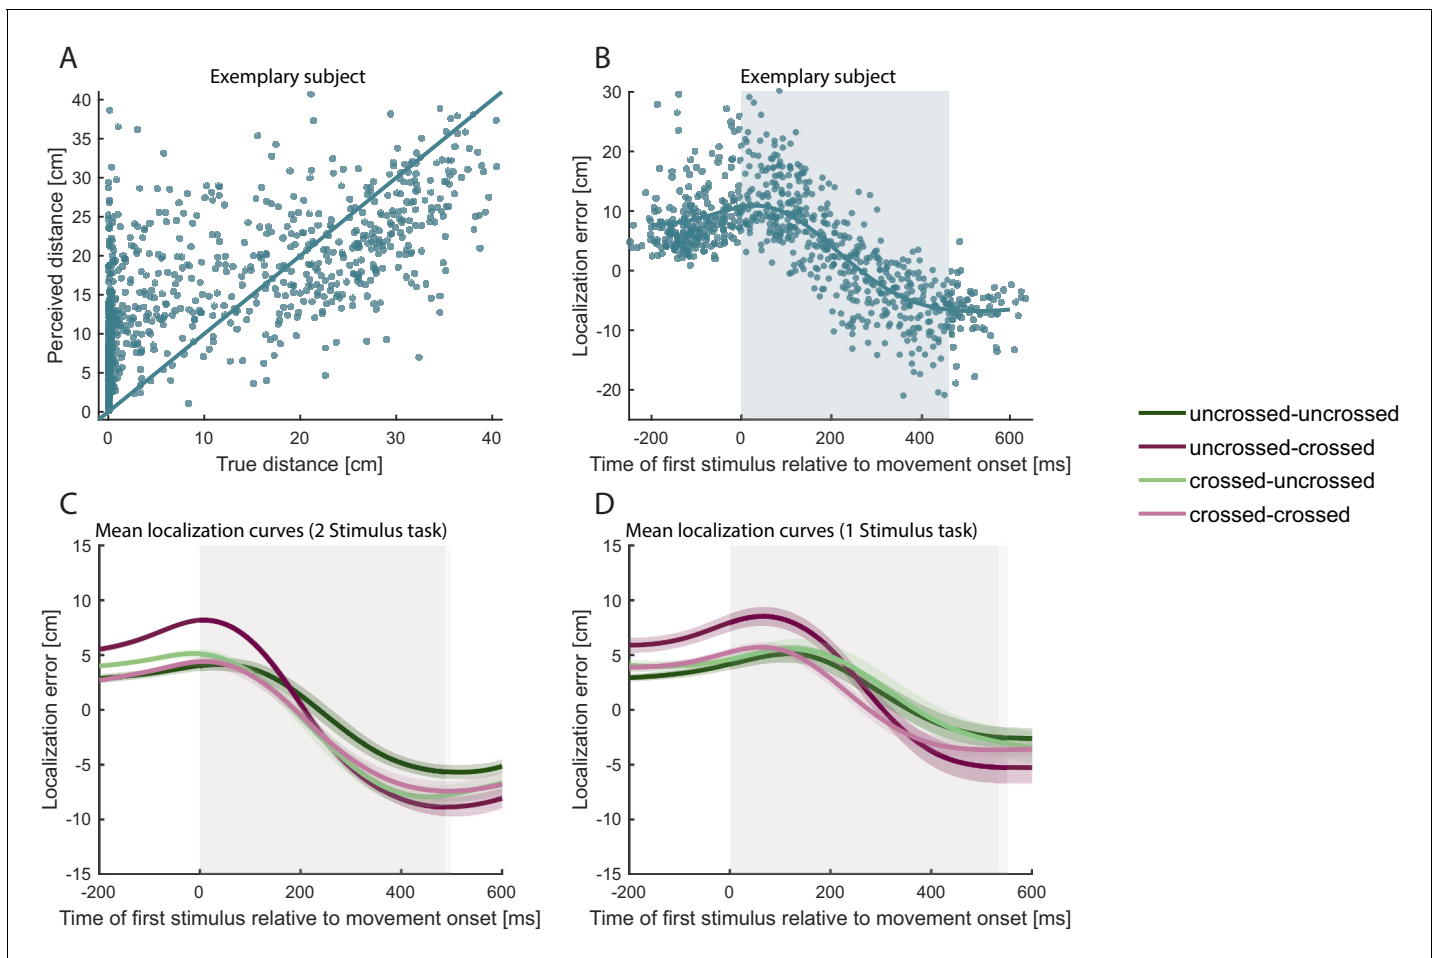 A
Exemplary subject
Perceived distance [cm]
40
35
30
25
20
15
10
5
0
0 10 20 30 40
True distance [cm]
B
Exemplary subject
Localization error [cm]
30
20
10
0
-10
-20
-200 0 200 400 600
Time of first stimulus relative to movement onset [ms]
uncrossed-uncrossed
uncrossed-crossed
crossed-uncrossed
crossed-crossed
C
Mean localization curves (2 Stimulus task)
Localization error [cm]
15
10
5
0
-5
-10
-15
-200 0 200 400 600
Time of first stimulus relative to movement onset [ms]
D
Mean localization curves (1 Stimulus task)
Localization error [cm]
15
10
5
0
-5
-10
-15
-200 0 200 400 600
Time of first stimulus relative to movement onset [ms]